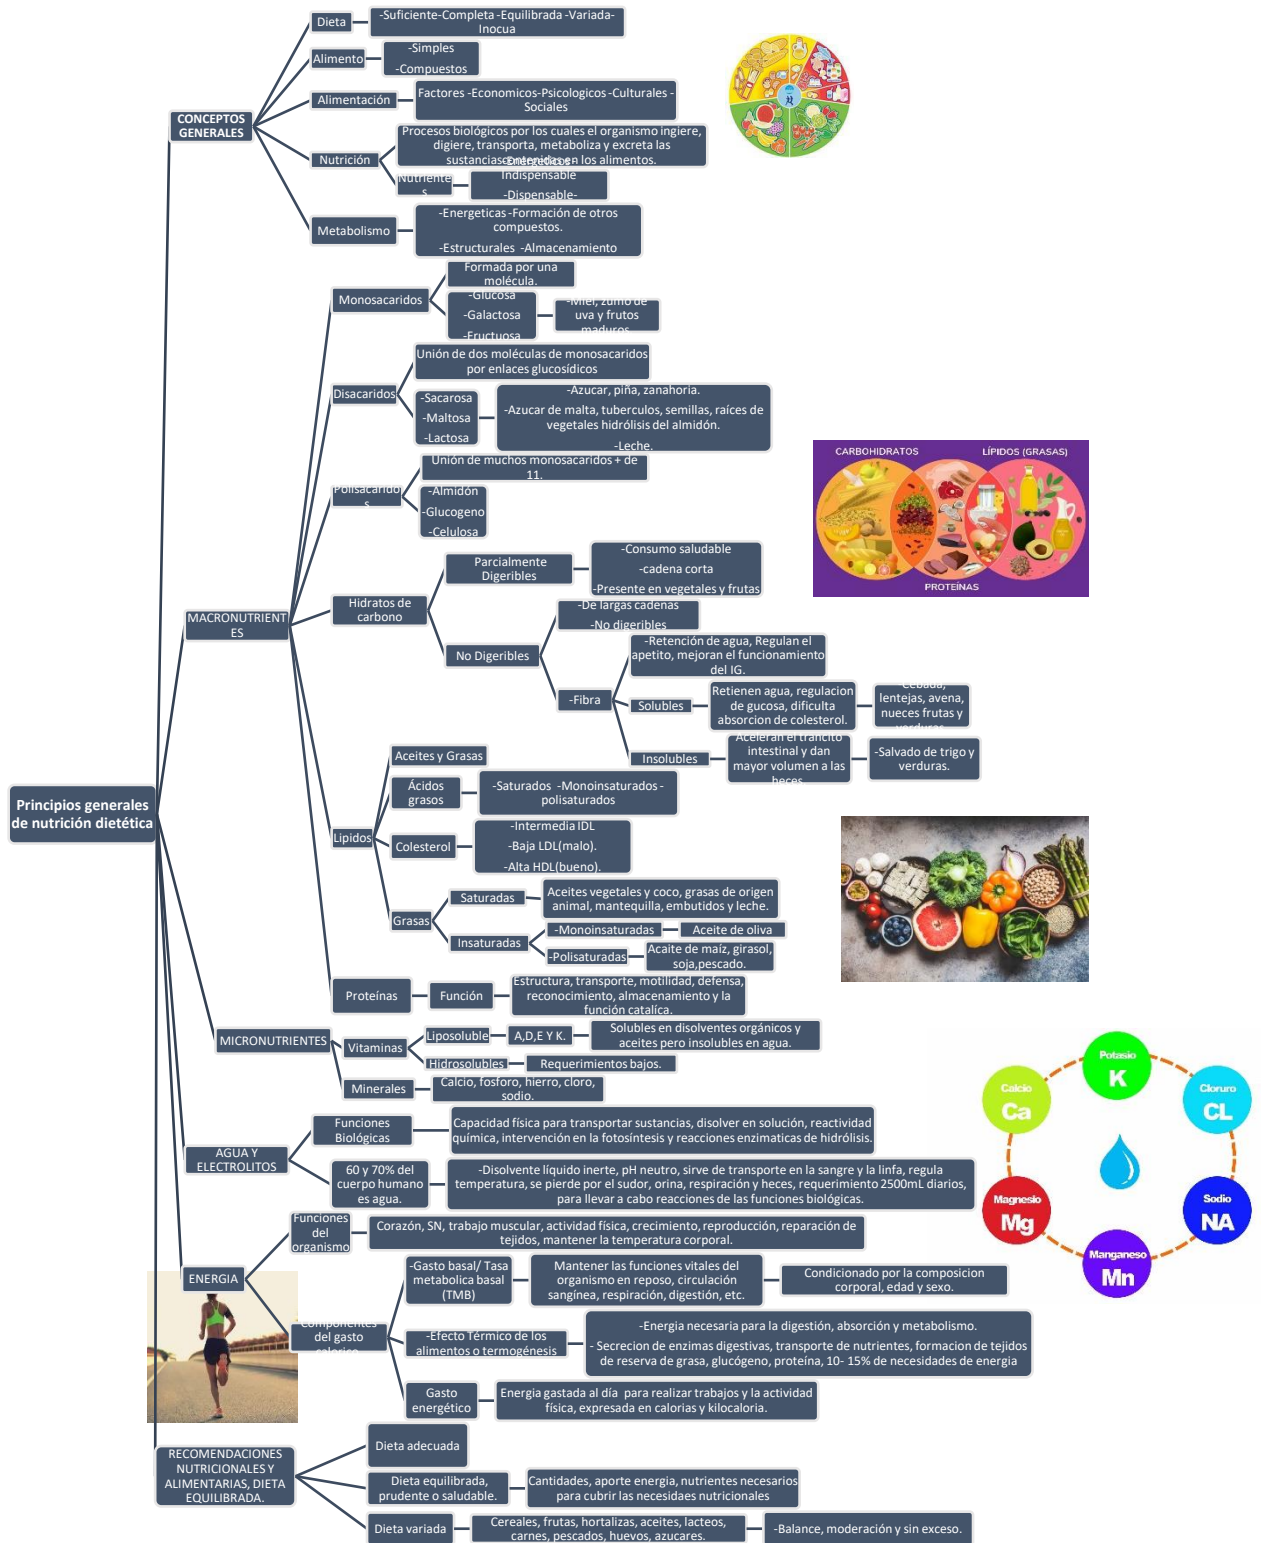 Principios generales
de nutrición dietética
CONCEPTOS
GENERALES
Dieta
-Suficiente-Completa -Equilibrada -Variada-
Inocua
Alimento
-Simples
-Compuestos
Alimentación
Factores -Economicos-Psicologicos -Culturales -
Sociales
Nutrición
Procesos biológicos por los cuales el organismo ingiere,
digiere, transporta, metaboliza y excreta las
sustancias contenidas en los alimentos.
Nutriente
s
-Energeticos -
Indispensable
-Dispensable-
Metabolismo
-Energeticas -Formación de otros
compuestos.
-Estructurales -Almacenamiento
MACRONUTRIENT
ES
Monosacaridos
Formada por una
molécula.
-Glucosa
-Galactosa
-Fructuosa
-Miel, zumo de
uva y frutos
maduros
Disacaridos
Unión de dos moléculas de monosacaridos
por enlaces glucosídicos
-Sacarosa
-Maltosa
-Lactosa
-Azucar, piña, zanahoria.
-Azucar de malta, tuberculos, semillas, raíces de
vegetales hidrólisis del almidón.
-Leche.
Polisacarido
s
Unión de muchos monosacaridos + de
11.
-Almidón
-Glucogeno
-Celulosa
Hidratos de
carbono
Parcialmente
Digeribles
-Consumo saludable
-cadena corta
-Presente en vegetales y frutas
No Digeribles
-De largas cadenas
-No digeribles
-Fibra
-Retención de agua, Regulan el
apetito, mejoran el funcionamiento
del IG.
Solubles
Retienen agua, regulacion
de gucosa, dificulta
absorcion de colesterol.
Cebada,
lentejas, avena,
nueces frutas y
verduras
Insolubles
Aceleran el trancito
intestinal y dan
mayor volumen a las
heces
-Salvado de trigo y
verduras.
Lipidos
Aceites y Grasas
Ácidos
grasos
-Saturados -Monoinsaturados -
polisaturados
Colesterol
-Intermedia IDL
-Baja LDL(malo).
-Alta HDL(bueno).
Grasas
Saturadas
Aceites vegetales y coco, grasas de origen
animal, mantequilla, embutidos y leche.
Insaturadas
-Monoinsaturadas
Aceite de oliva
-Polisaturadas
Acaite de maíz, girasol,
soja,pescado.
Proteínas
Función
Estructura, transporte, motilidad, defensa,
reconocimiento, almacenamiento y la
función catalíca.
MICRONUTRIENTES
Vitaminas
Liposoluble
A,D,E Y K.
Solubles en disolventes orgánicos y
aceites pero insolubles en agua.
Hidrosolubles
Requerimientos bajos.
Minerales
Calcio, fosforo, hierro, cloro,
sodio.
AGUA Y
ELECTROLITOS
Funciones
Biológicas
Capacidad física para transportar sustancias, disolver en solución, reactividad
química, intervención en la fotosíntesis y reacciones enzimaticas de hidrólisis.
60 y 70% del
cuerpo humano
es agua.
-Disolvente líquido inerte, pH neutro, sirve de transporte en la sangre y la linfa, regula
temperatura, se pierde por el sudor, orina, respiración y heces, requerimiento 2500mL diarios,
para llevar a cabo reacciones de las funciones biológicas.
ENERGIA
Funciones
del
organismo
Corazón, SN, trabajo muscular, actividad física, crecimiento, reproducción, reparación de
tejidos, mantener la temperatura corporal.
Componentes
del gasto
calorico
-Gasto basal/ Tasa
metabolica basal
(TMB)
Mantener las funciones vitales del
organismo en reposo, circulación
sangínea, respiración, digestión, etc.
Condicionado por la composicion
corporal, edad y sexo.
-Efecto Térmico de los
alimentos o termogénesis
-Energia necesaria para la digestión, absorción y metabolismo.
- Secrecion de enzimas digestivas, transporte de nutrientes, formacion de tejidos
de reserva de grasa, glucógeno, proteína, 10- 15% de necesidades de energia
Gasto
energético
Energia gastada al día para realizar trabajos y la actividad
física, expresada en calorias y kilocaloria.
RECOMENDACIONES
NUTRICIONALES Y
ALIMENTARIAS, DIETA
EQUILIBRADA.
Dieta adecuada
Dieta equilibrada,
prudente o saludable.
Cantidades, aporte energia, nutrientes necesarios
para cubrir las necesidaes nutricionales
Dieta variada
Cereales, frutas, hortalizas, aceites, lacteos,
carnes, pescados, huevos, azucares.
-Balance, moderación y sin exceso.
CARBOHIDRATOS
LÍPIDOS (GRASAS)
PROTEÍNAS
Potasio
K
Calcio
Ca
Cloruro
CL
Magnesio
Mg
Sodio
NA
Manganeso
Mn